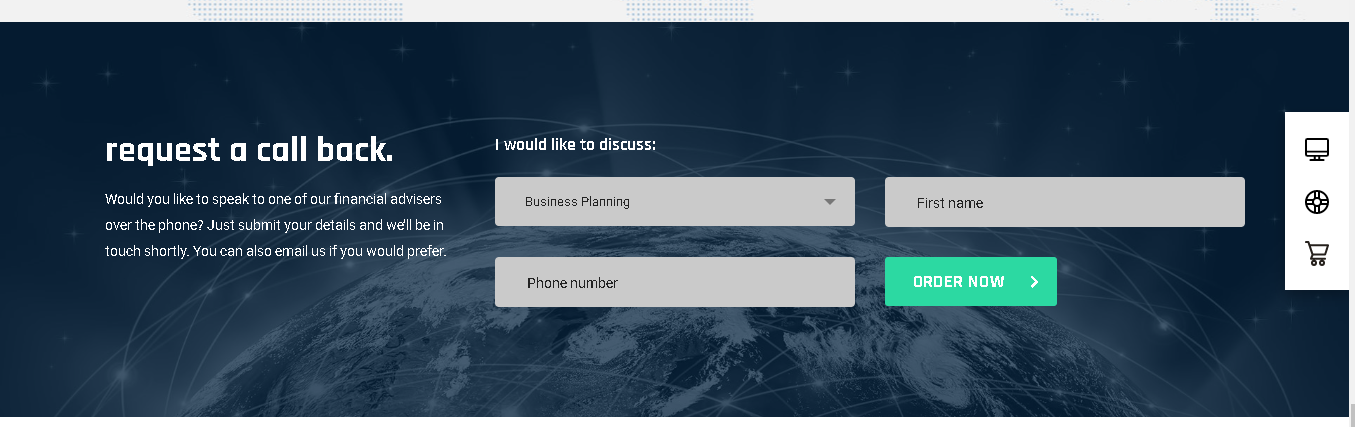 request a call back.
Would you like to speak to one of our financial advisers
over the phone? Just submit your details and we'll be in
touch shortly. You can also email us if you would prefer.
I would like to discuss:
Business Planning
First name
Phone number
ORDER NOW